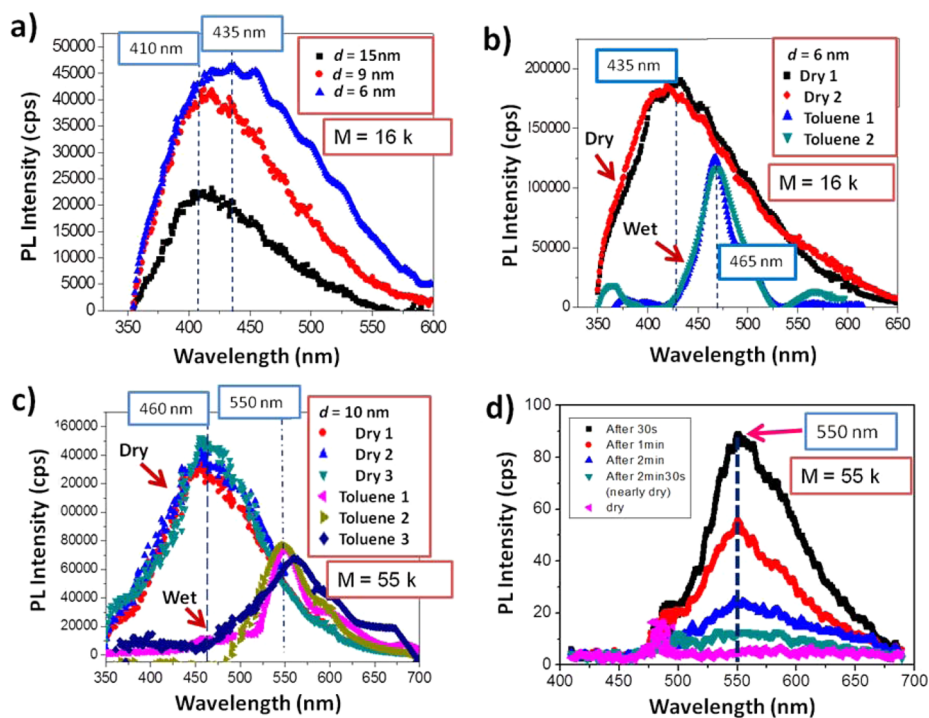 a)
410 nm
435 nm
d = 15nm
d = 9 nm
d = 6 nm
M = 16 k
50000
45000
40000
35000
30000
25000
20000
15000
10000
5000
0
PL Intensity (cps)
350 400 450 500 550 600
Wavelength (nm)
b)
435 nm
d = 6 nm
Dry 1
Dry 2
Toluene 1
Toluene 2
M = 16 k
Dry
Wet
465 nm
200000
150000
100000
50000
0
PL Intensity (cps)
350 400 450 500 550 600 650
Wavelength (nm)
c)
460 nm
550 nm
d = 10 nm
Dry 1
Dry 2
Dry 3
Toluene 1
Toluene 2
Toluene 3
M = 55 k
Dry
Wet
60000
40000
20000
00000
80000
60000
40000
20000
0
PL Intensity (cps)
350 400 450 500 550 600 650 700
Wavelength (nm)
d)
After 30s
After 1min
After 2min
After 2min30s
(nearly dry)
dry
550 nm
M = 55 k
100
80
60
40
20
0
PL Intensity (cps)
400 450 500 550 600 650 700
Wavelength (nm)